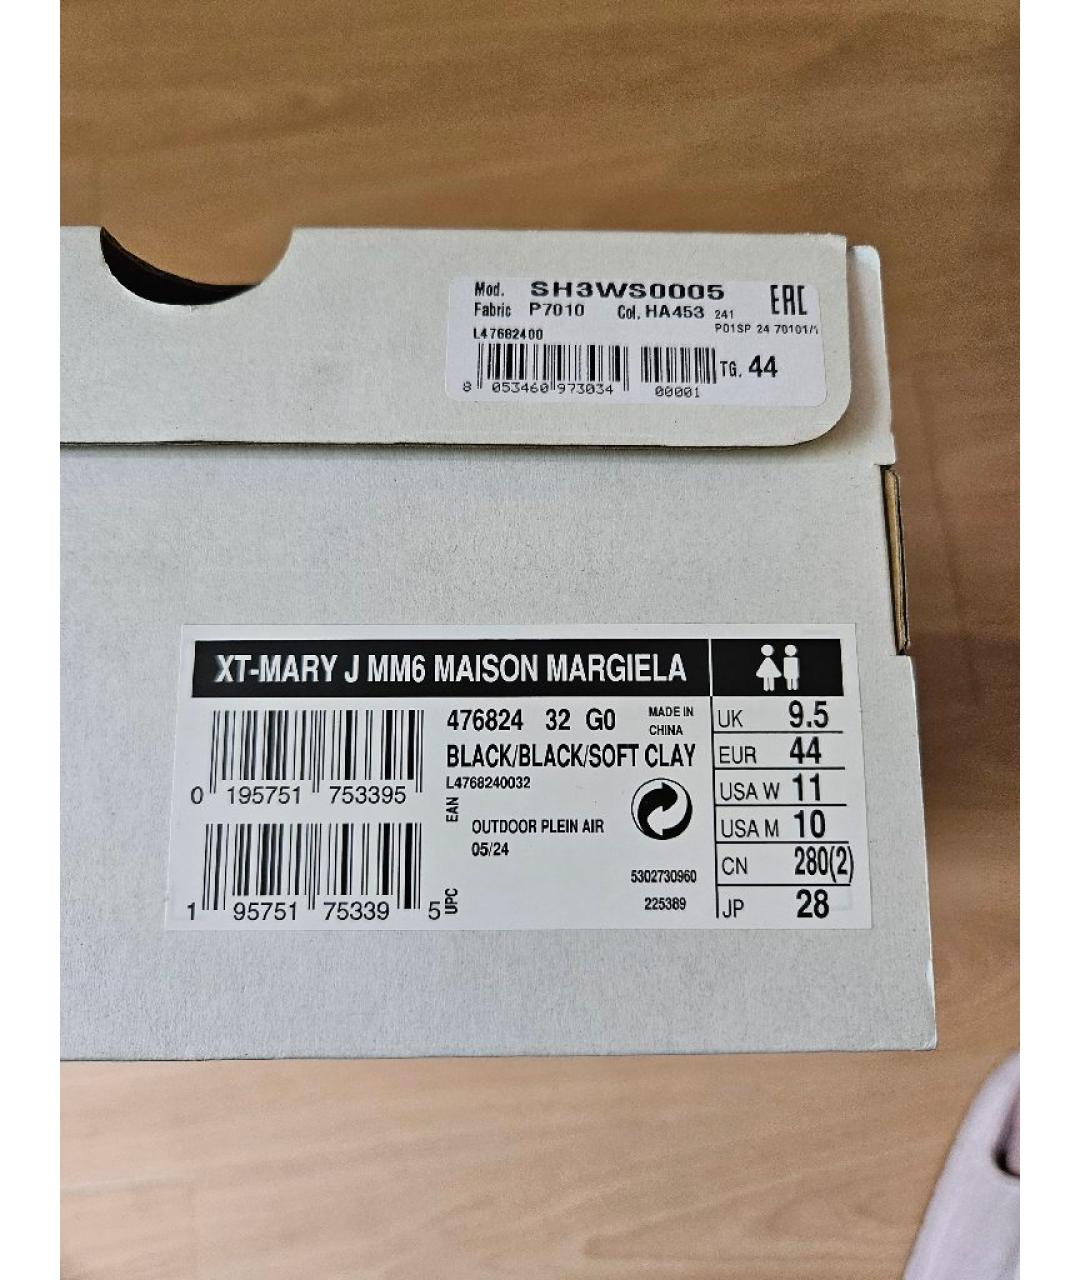 Mod. SH3WS0005 EAC
Fabric P7010 Col. HA453 241
P01SP 24 70101/
L47682400
TG. 44
8 053460 973034 00001
XT-MARY J MM6 MAISON MARGIELA
476824 32 G0 MADE IN CHINA
BLACK/BLACK/SOFT CLAY
L4768240032
0 195751 753395
EAN
OUTDOOR PLEIN AIR
05/24
5302730960
225389
1 95751 75339 5
UPC
UK 9.5
EUR 44
USA W 11
USA M 10
CN 280(2)
JP 28